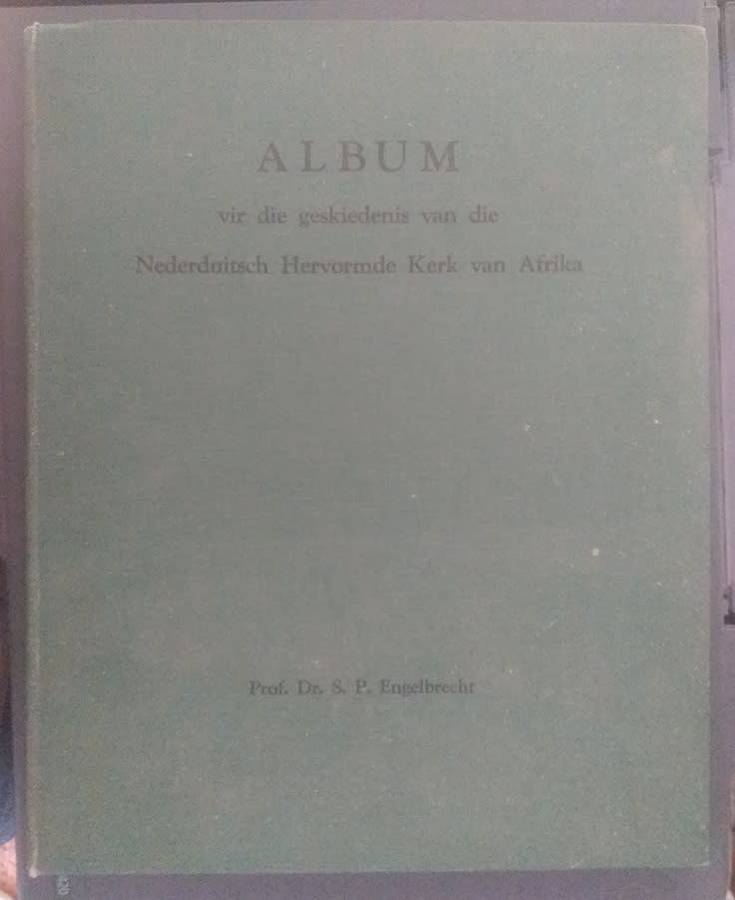 ALBUM
vir die geskiedenis van die
Nederduitsch Hervormde Kerk van Afrika
Prof. Dr. S. P. Engelbrecht